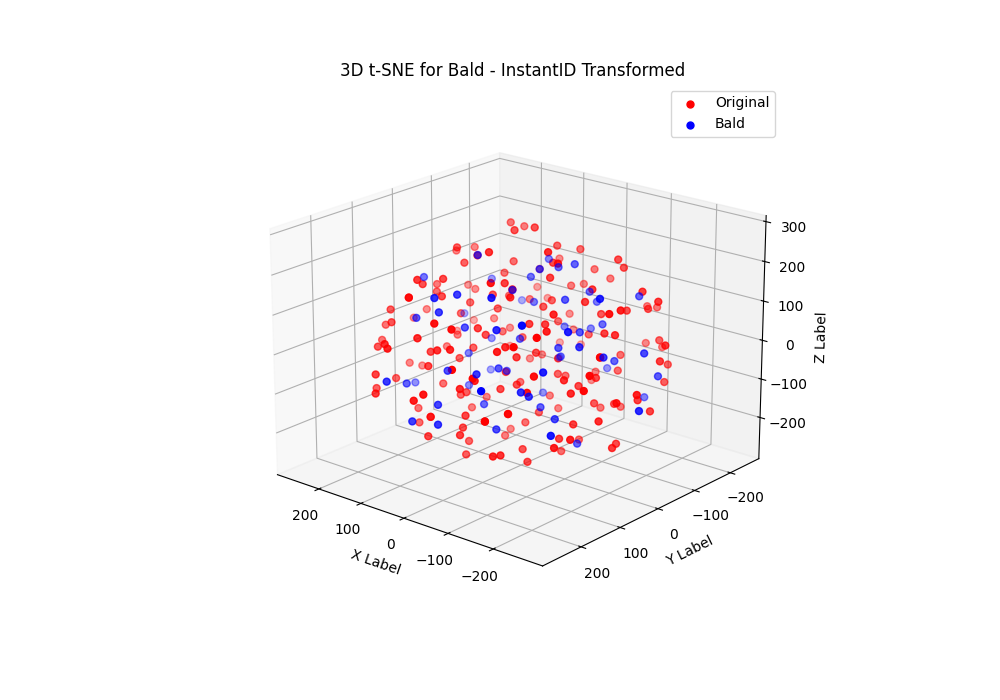 3D t-SNE for Bald - InstantID Transformed
Original
Bald
300
200
100
0
−100
−200
Z Label
200
100
0
−100
−200
X Label
−200
−100
0
100
200
Y Label